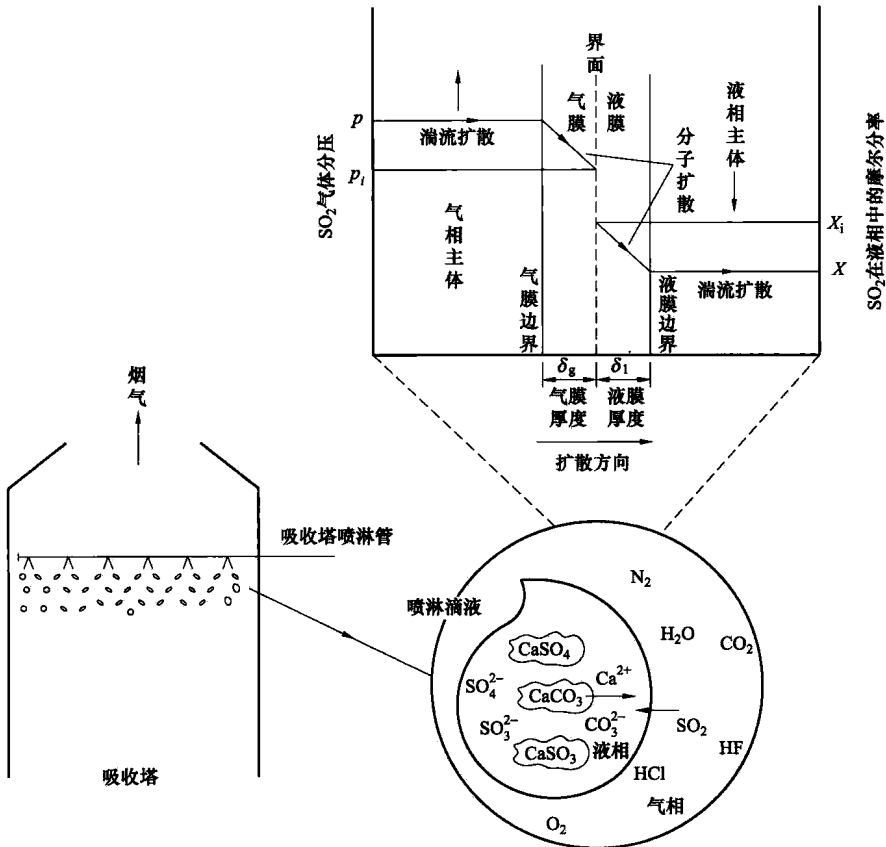 界面
气膜
液膜
液相主体
p
湍流扩散
分子扩散
SO₂气体分压
pᵢ
气相主体
Xᵢ
X
湍流扩散
SO₂在液相中的摩尔分率
气膜边界
液膜边界
δg
δ1
气膜厚度
液膜厚度
扩散方向
烟气
吸收塔喷淋管
吸收塔
喷淋滴液
N₂
H₂O
CO₂
CaSO₄
SO₄²⁻
CaCO₃
Ca²⁺
SO₃²⁻
CO₃²⁻
SO₂
CaSO₃
液相
HF
HCl
气相
O₂